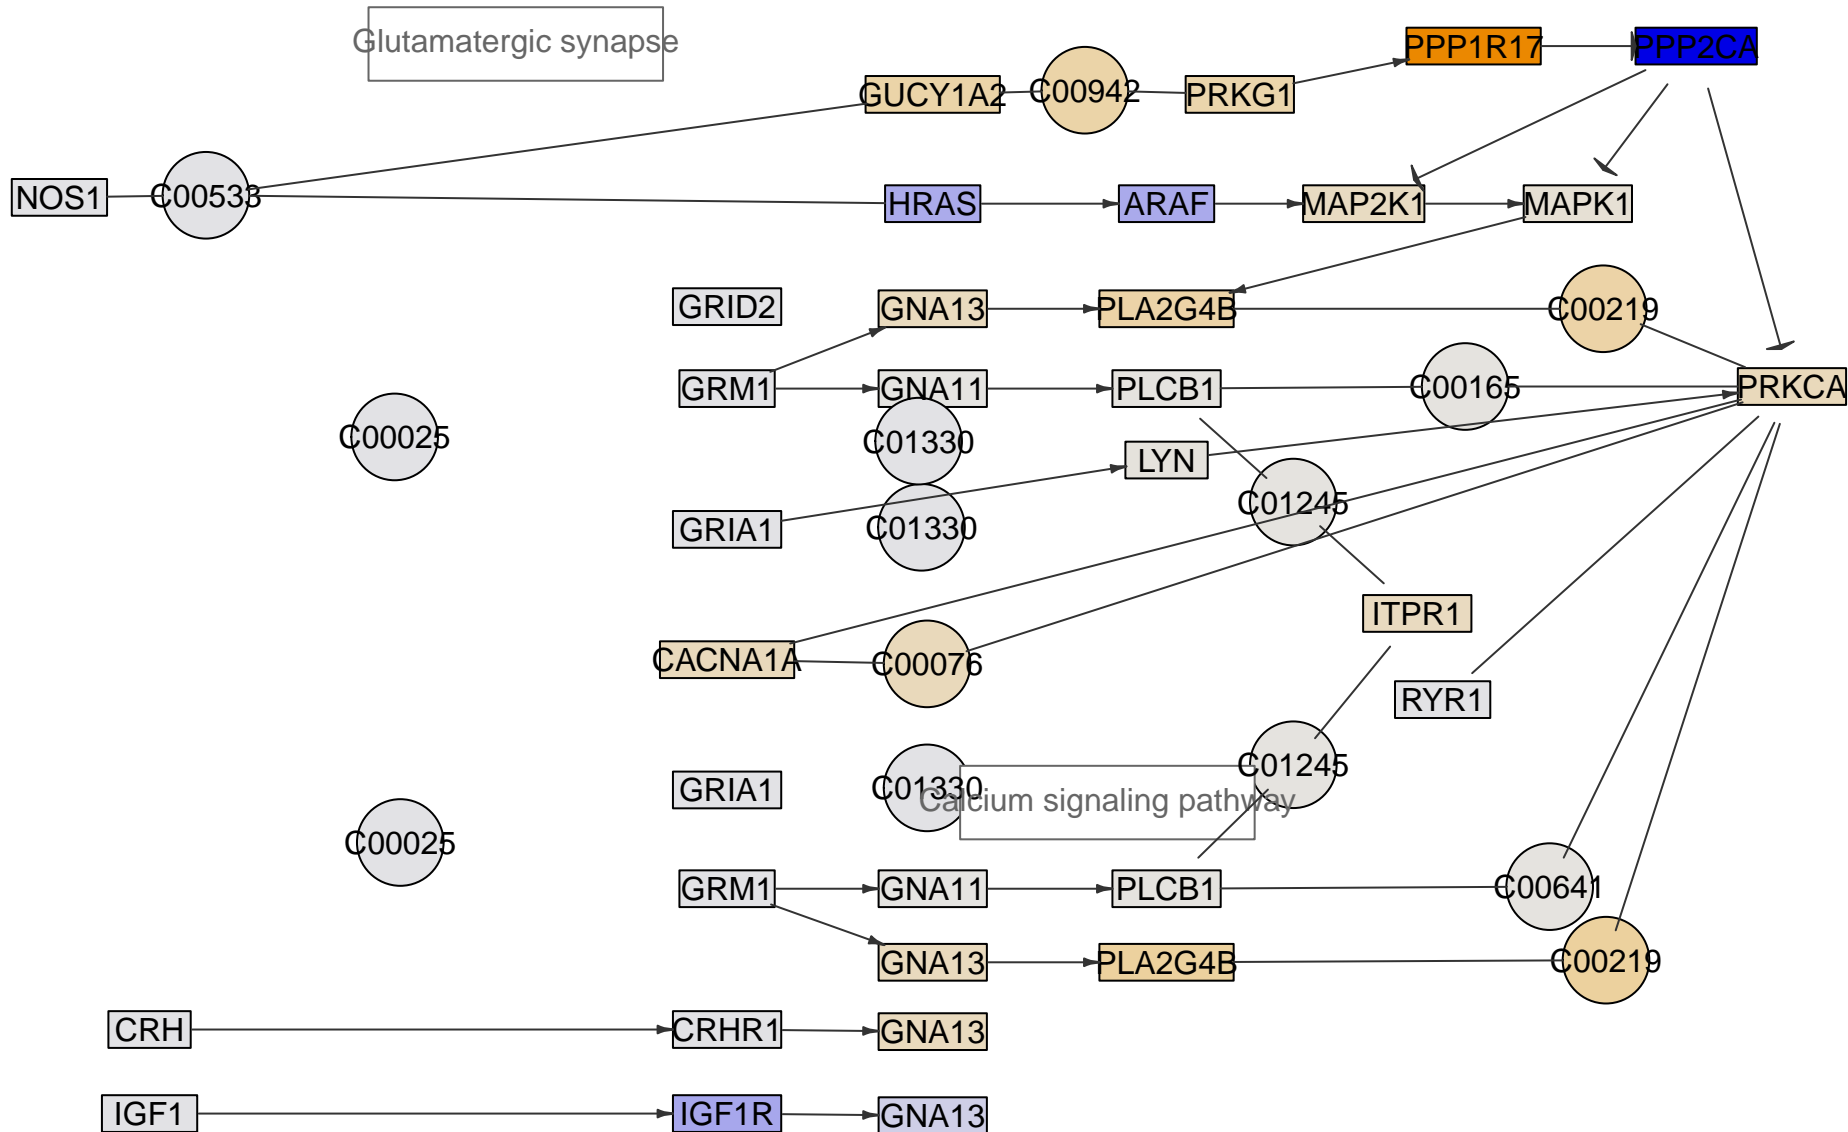 Glutamatergic synapse
PPP1R17
PPP2CA
GUCY1A2
C00942
PRKG1
NOS1
C00533
HRAS
ARAF
MAP2K1
MAPK1
GRID2
GNA13
PLA2G4B
C00219
GRM1
GNA11
PLCB1
C00165
PRKCA
C00025
C01330
LYN
C01245
GRIA1
C01330
ITPR1
CACNA1A
C00076
RYR1
GRIA1
C01330
C01245
Calcium signaling pathway
C00025
GRM1
GNA11
PLCB1
C00641
GNA13
PLA2G4B
C00219
CRH
CRHR1
GNA13
IGF1
IGF1R
GNA13